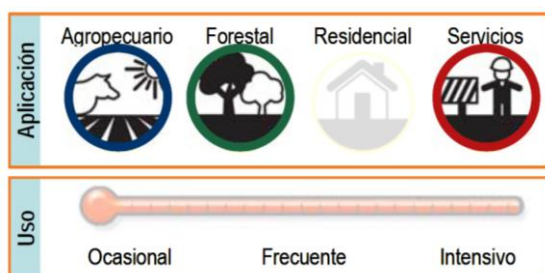 Aplicación
Agropecuario Forestal Residencial Servicios
Uso
Ocasional Frecuente Intensivo